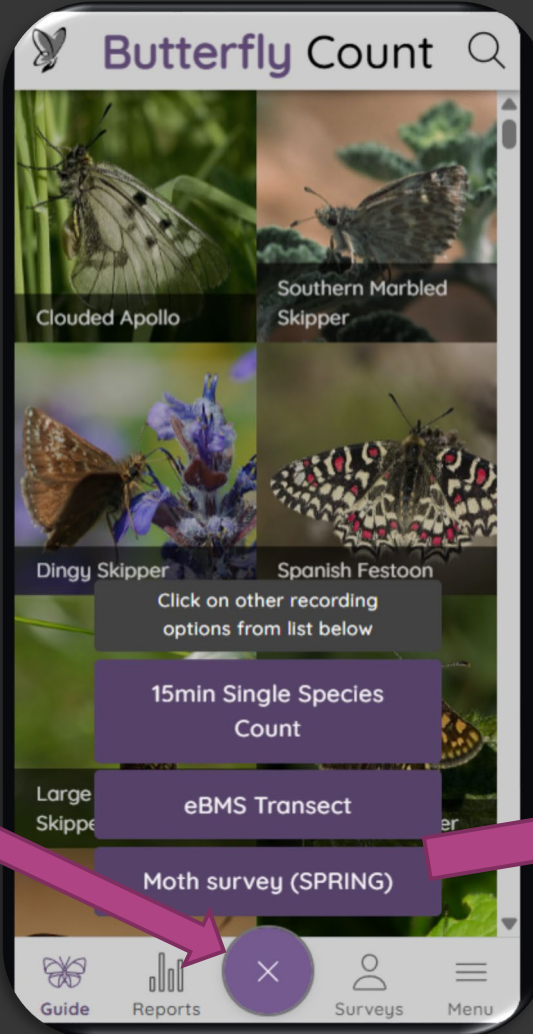 Butterfly Count
Clouded Apollo
Southern Marbled
Skipper
Dingy Skipper
Spanish Festoon
Click on other recording
options from list below
15min Single Species
Count
Large
Skippe
er
eBMS Transect
Moth survey (SPRING)
Guide
Reports
Surveys
Menu